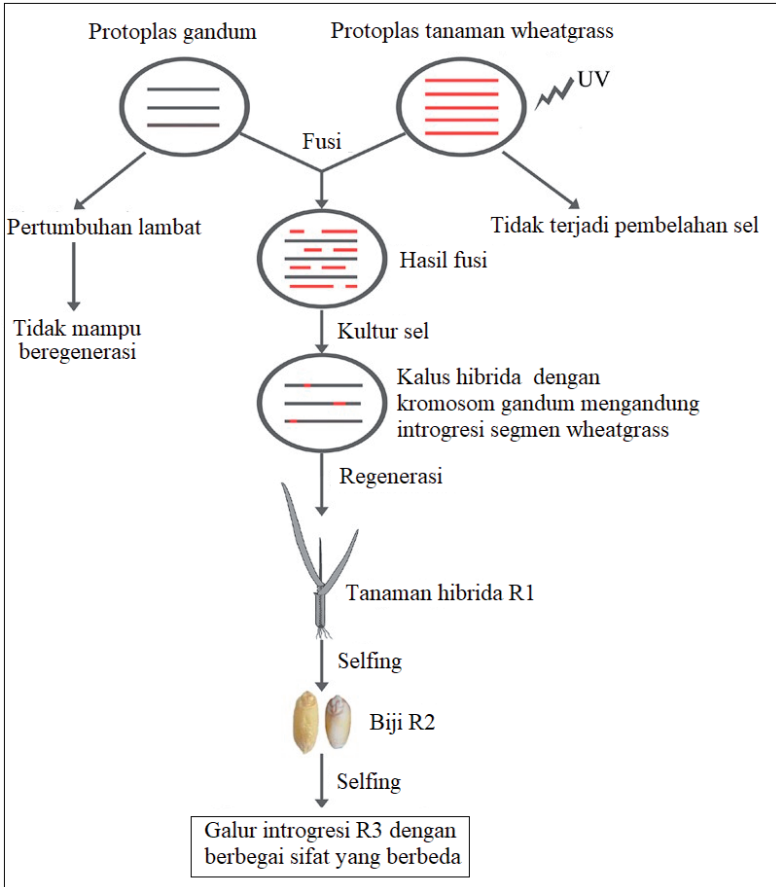 Protoplas gandum
Protoplas tanaman wheatgrass
UV
Fusi
Pertumbuhan lambat
Tidak terjadi pembelahan sel
Hasil fusi
Tidak mampu
beregenerasi
Kultur sel
Kalus hibrida dengan
kromosom gandum mengandung
introgresi segmen wheatgrass
Regenerasi
Tanaman hibrida R1
Selfing
Biji R2
Selfing
Galur introgresi R3 dengan
berbegai sifat yang berbeda